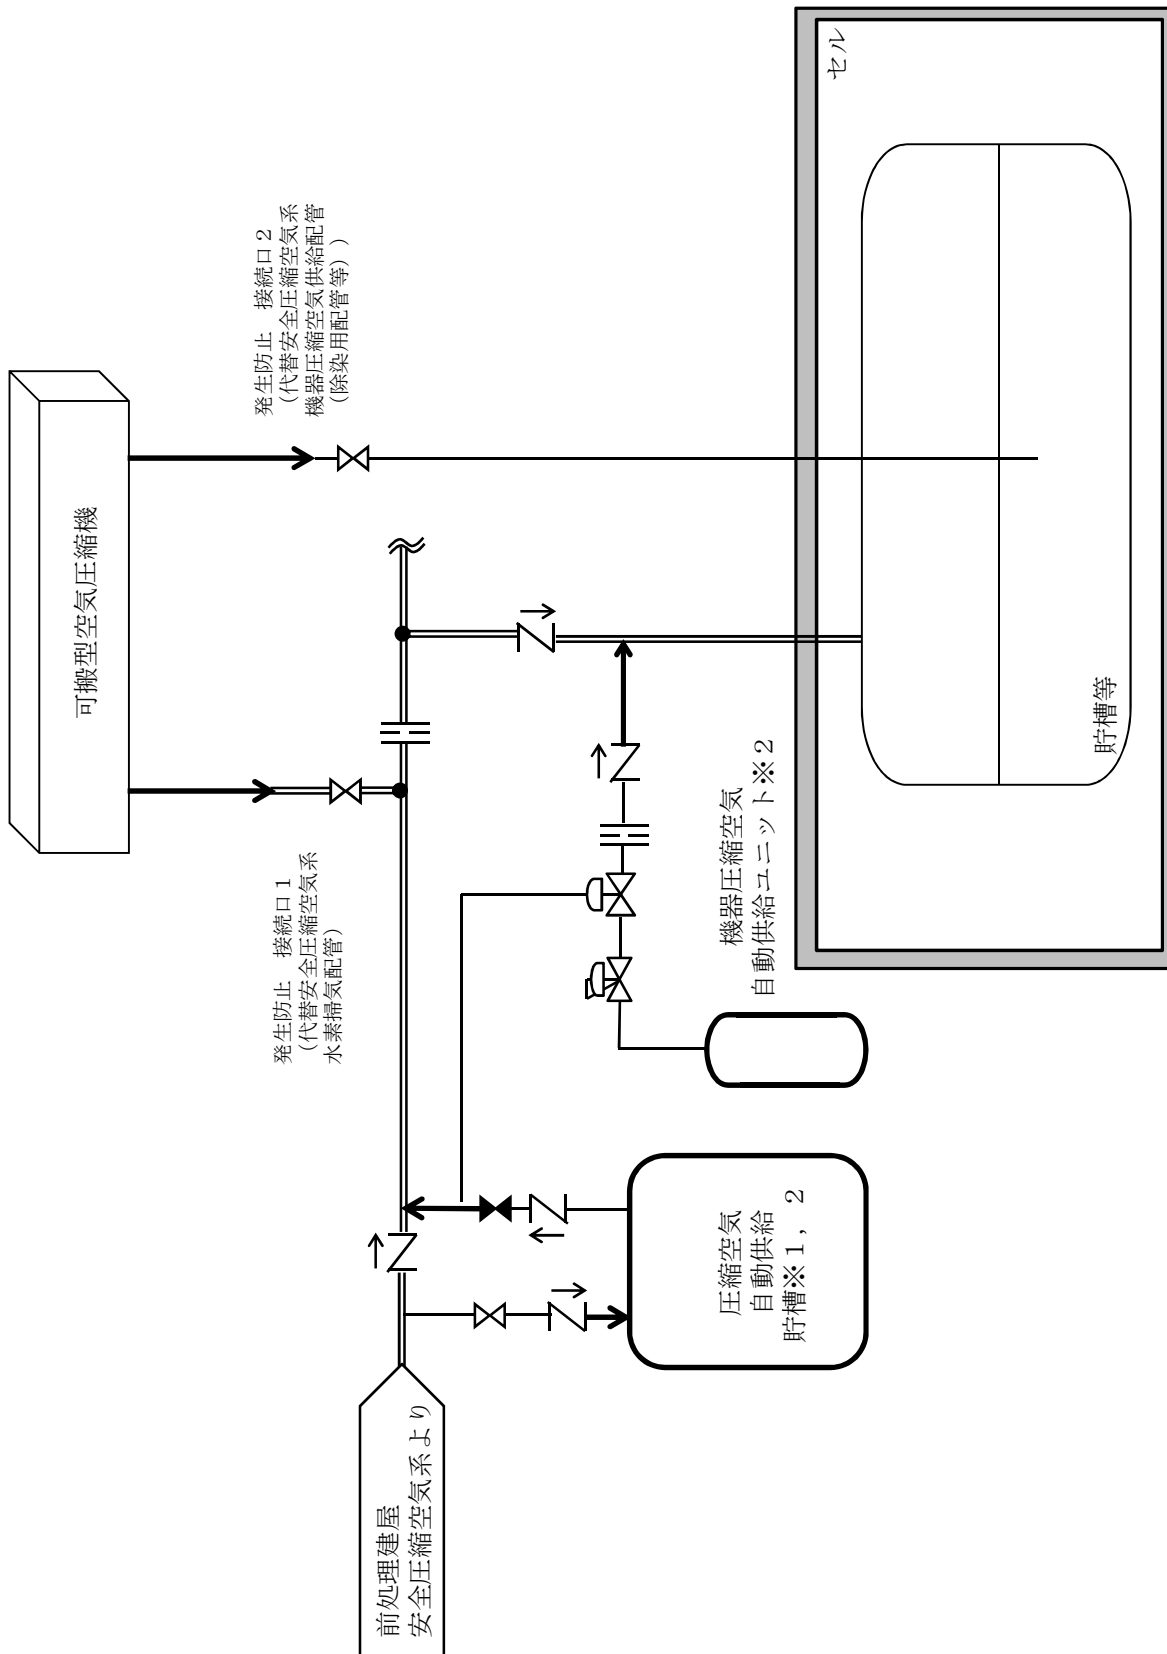 可搬型空気圧縮機
発生防止　接続口2
(代替安全圧縮空気系
機器圧縮空気供給配管
(除染用配管等))
発生防止　接続口1
(代替安全圧縮空気系
水素掃気配管)
前処理建屋
安全圧縮空気系より
圧縮空気
自動供給
貯槽※1，2
機器圧縮空気
自動供給ユニット※2
セル
貯槽等